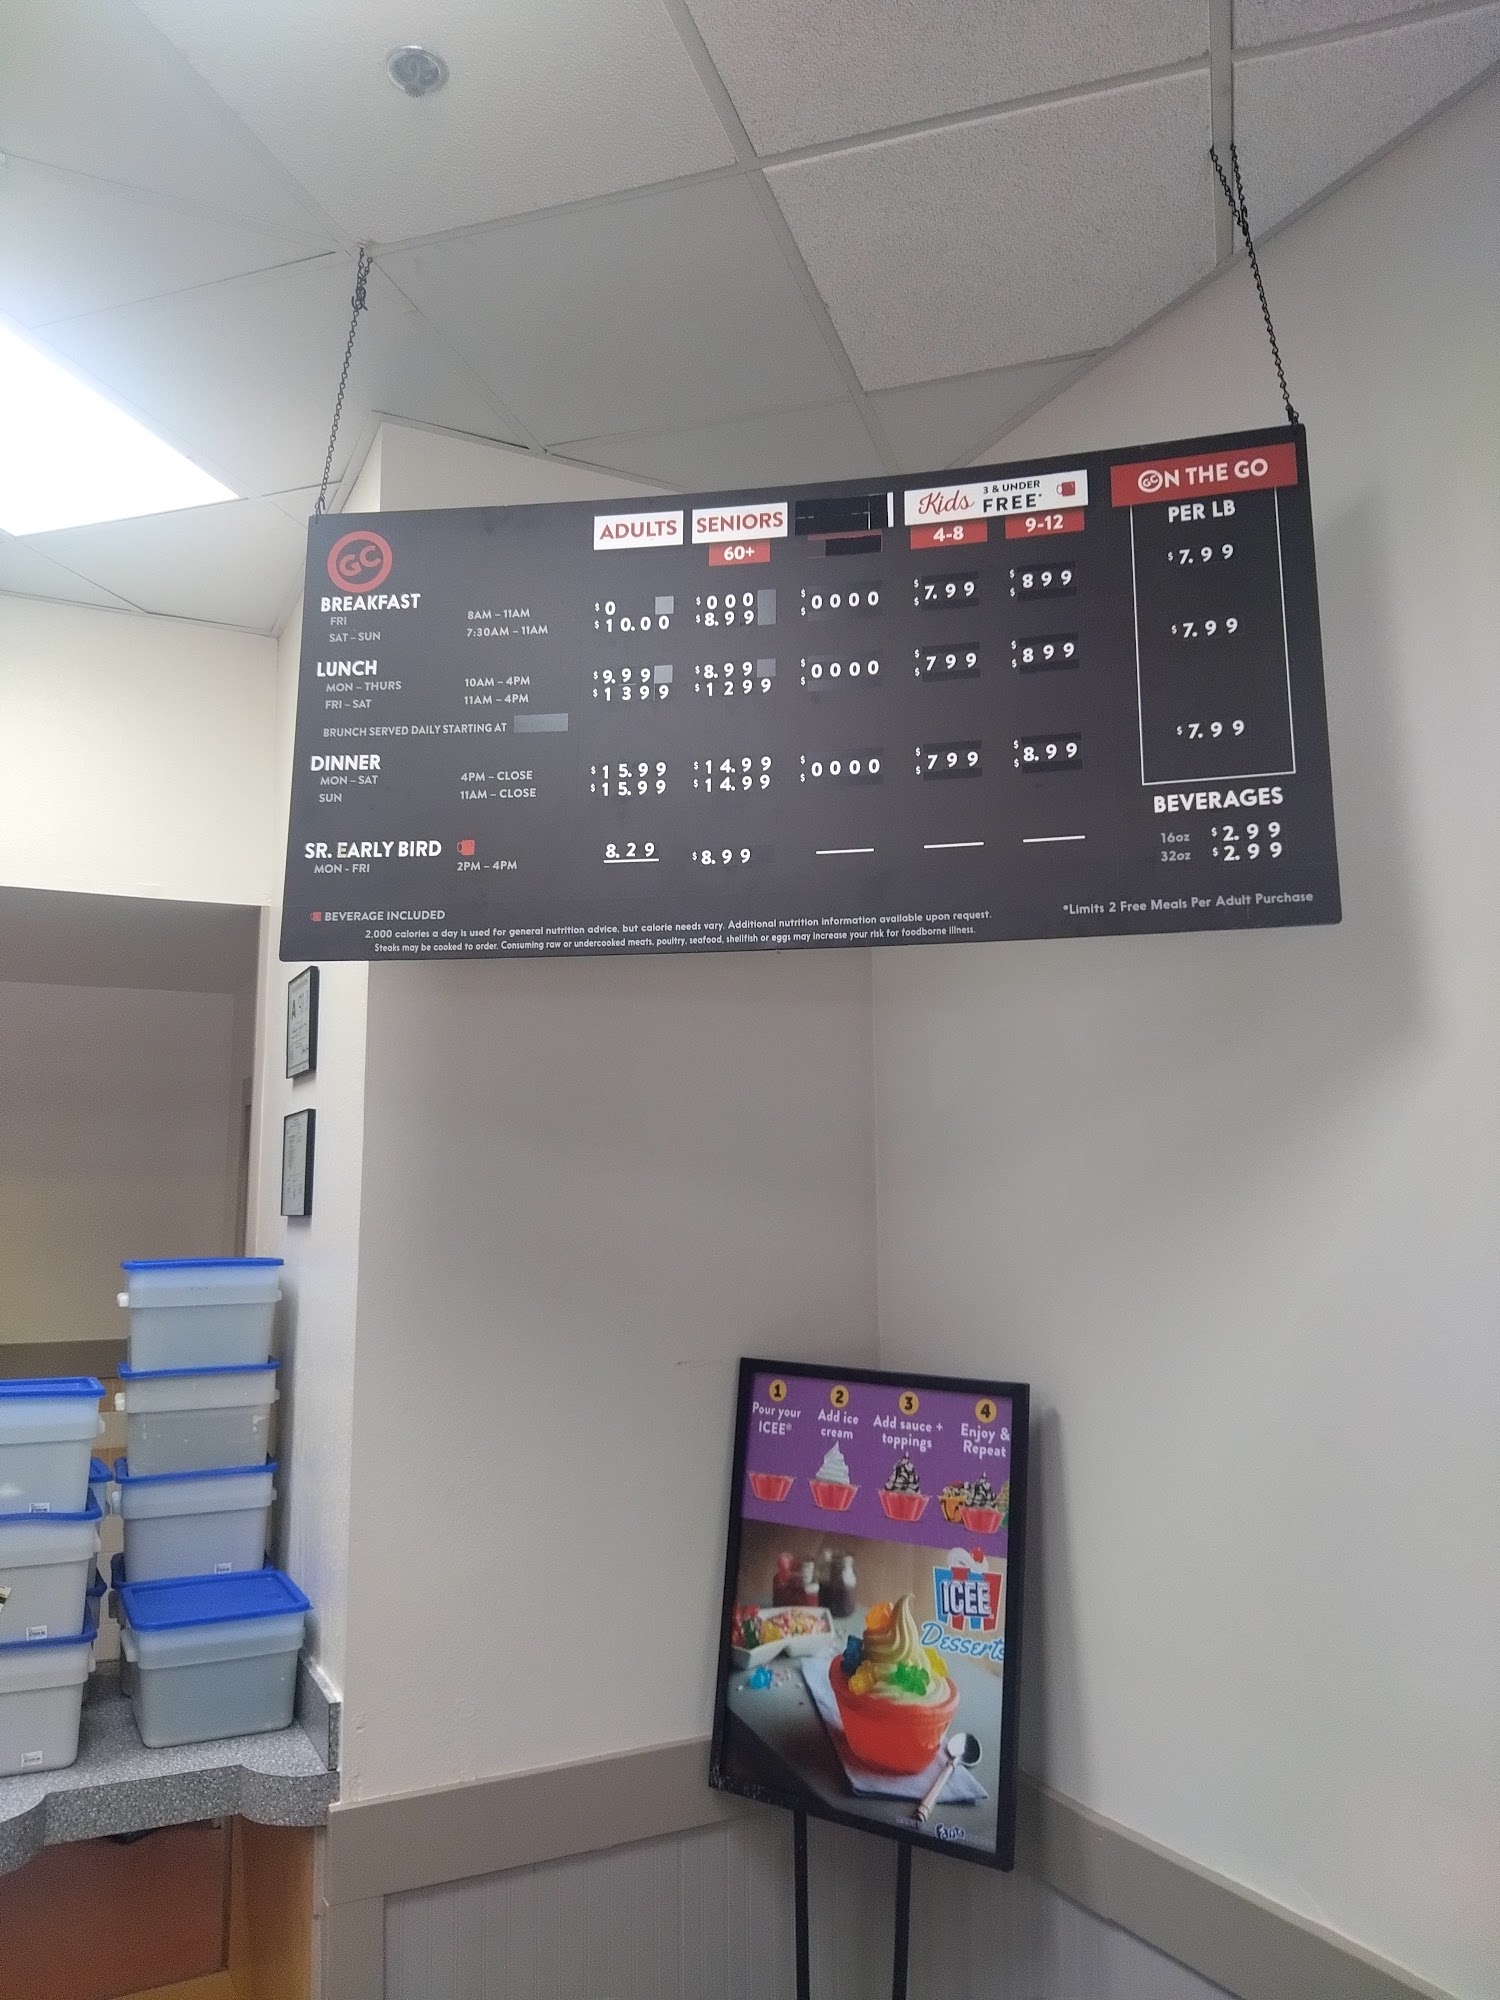 ADULTS SENIORS Kids 3 & UNDER FREE* GC ON THE GO
60+ 4-8 9-12 PER LB
GC
BREAKFAST
FRI 8AM – 11AM $0 $000 $0000 $7.99 $899 $7.99
SAT – SUN 7:30AM – 11AM $10.00 $8.99 $ $ $
LUNCH
MON – THURS 10AM – 4PM $9.99 $8.99 $0000 $799 $899 $7.99
FRI – SAT 11AM – 4PM $1399 $1299 $ $ $
BRUNCH SERVED DAILY STARTING AT
DINNER
MON – SAT 4PM – CLOSE $15.99 $14.99 $0000 $799 $8.99 $7.99
SUN 11AM – CLOSE $15.99 $14.99 $ $ $
BEVERAGES
16oz $2.99
32oz $2.99
SR. EARLY BIRD
MON - FRI 2PM – 4PM 8.29 $8.99
BEVERAGE INCLUDED
*Limits 2 Free Meals Per Adult Purchase
2,000 calories a day is used for general nutrition advice, but calorie needs vary. Additional nutrition information available upon request.
Steaks may be cooked to order. Consuming raw or undercooked meats, poultry, seafood, shellfish or eggs may increase your risk for foodborne illness.
A
1 2 3 4
Pour your ICEE®
Add ice cream
Add sauce + toppings
Enjoy & Repeat
ICEE
Desserts
Fanta